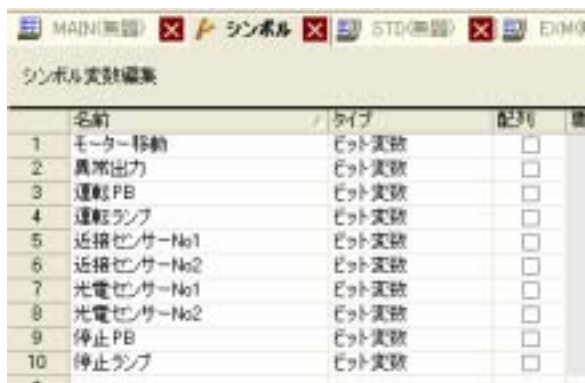 MAIN(無題) シンボル STD(無題)
シンボル変数編集
名前 タイプ 配列
1 モーター移動 ビット変数
2 異常出力 ビット変数
3 運転PB ビット変数
4 運転ランプ ビット変数
5 近接センサーNo1 ビット変数
6 近接センサーNo2 ビット変数
7 光電センサーNo1 ビット変数
8 光電センサーNo2 ビット変数
9 停止PB ビット変数
10 停止ランプ ビット変数